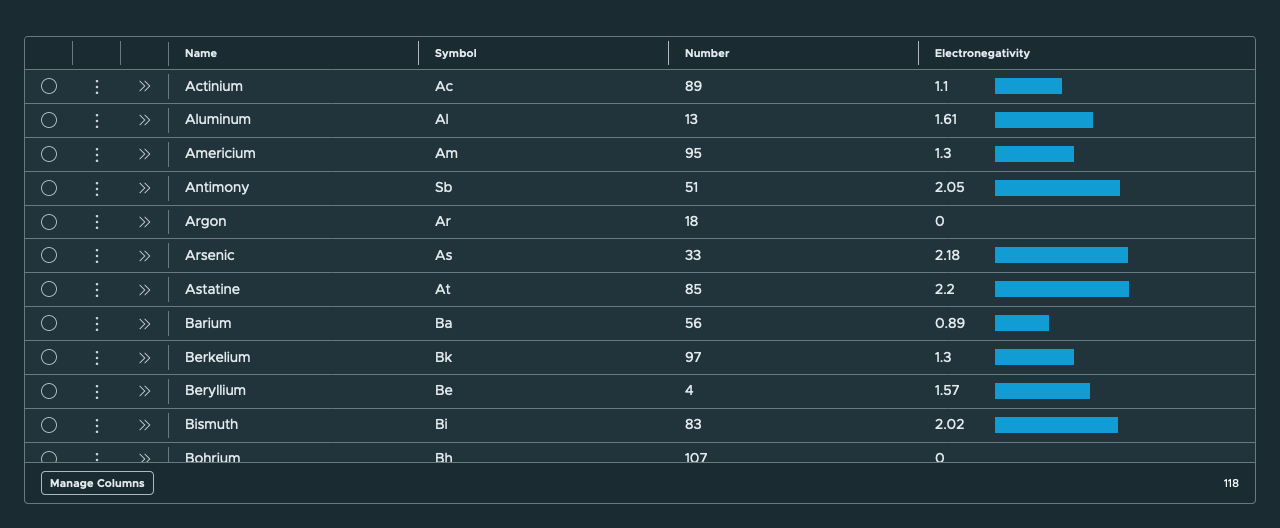 Name Symbol Number Electronegativity
Actinium Ac 89 1.1
Aluminum Al 13 1.61
Americium Am 95 1.3
Antimony Sb 51 2.05
Argon Ar 18 0
Arsenic As 33 2.18
Astatine At 85 2.2
Barium Ba 56 0.89
Berkelium Bk 97 1.3
Beryllium Be 4 1.57
Bismuth Bi 83 2.02
Bohrium Bh 107 0
Manage Columns 118